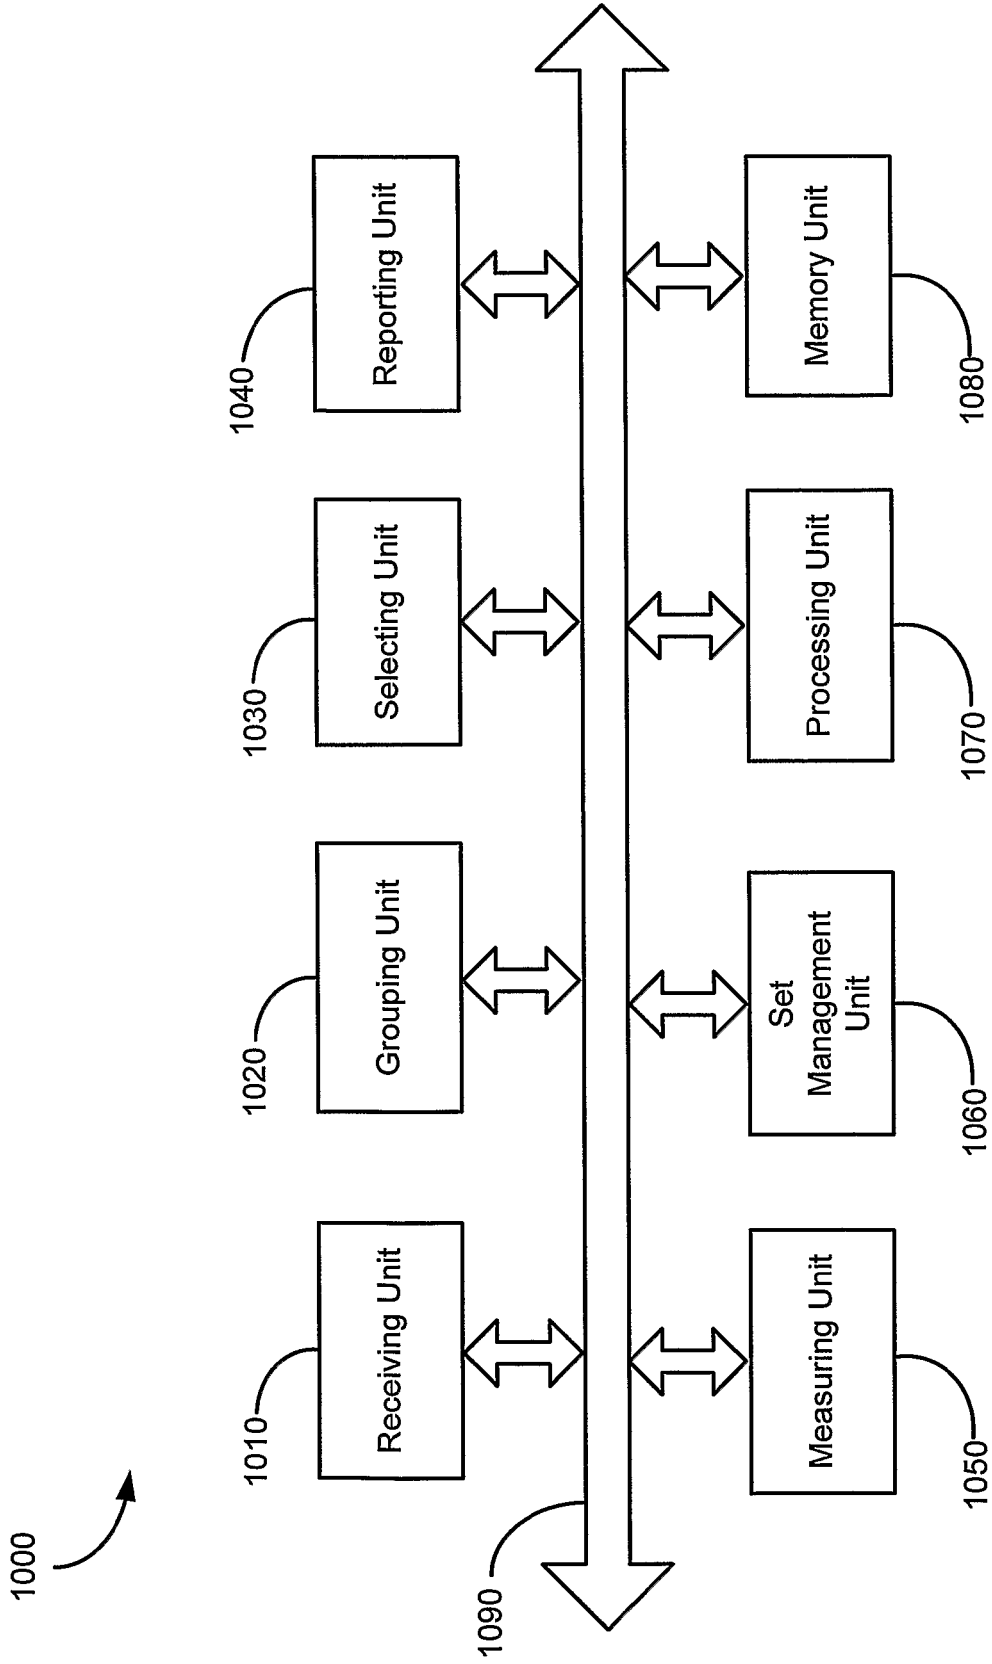 1000
1010
1020
1030
1040
Receiving Unit
Grouping Unit
Selecting Unit
Reporting Unit
1090
Measuring Unit
Set
Management
Unit
Processing Unit
Memory Unit
1050
1060
1070
1080